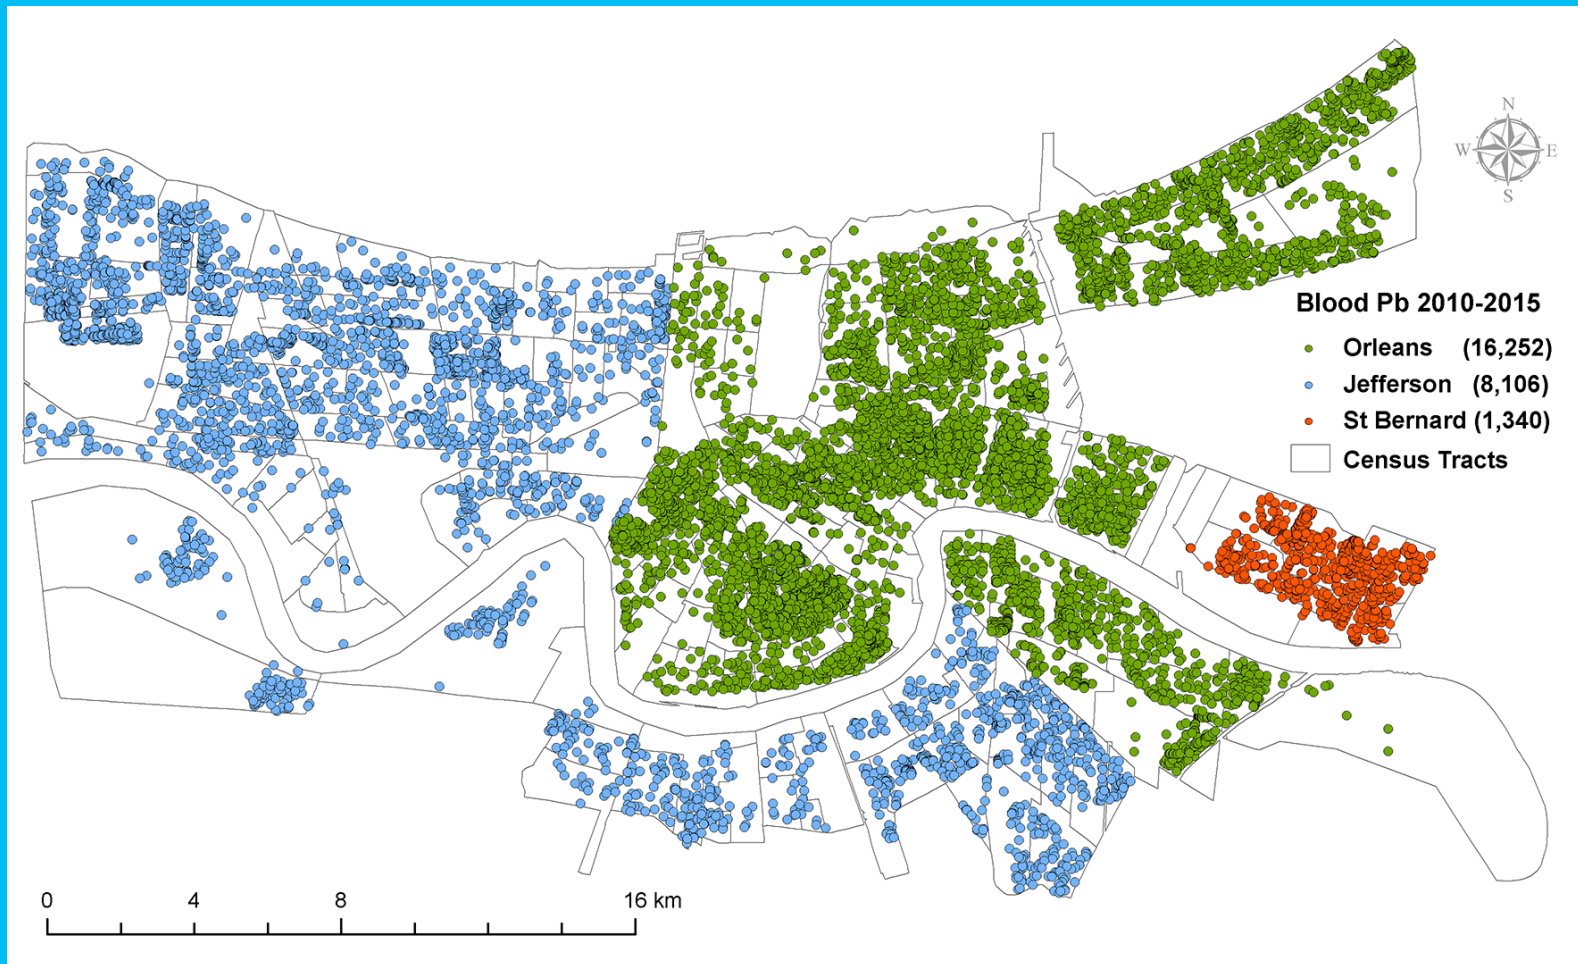 N
W E
S
Blood Pb 2010-2015
Orleans (16,252)
Jefferson (8,106)
St Bernard (1,340)
Census Tracts
0 4 8 16 km